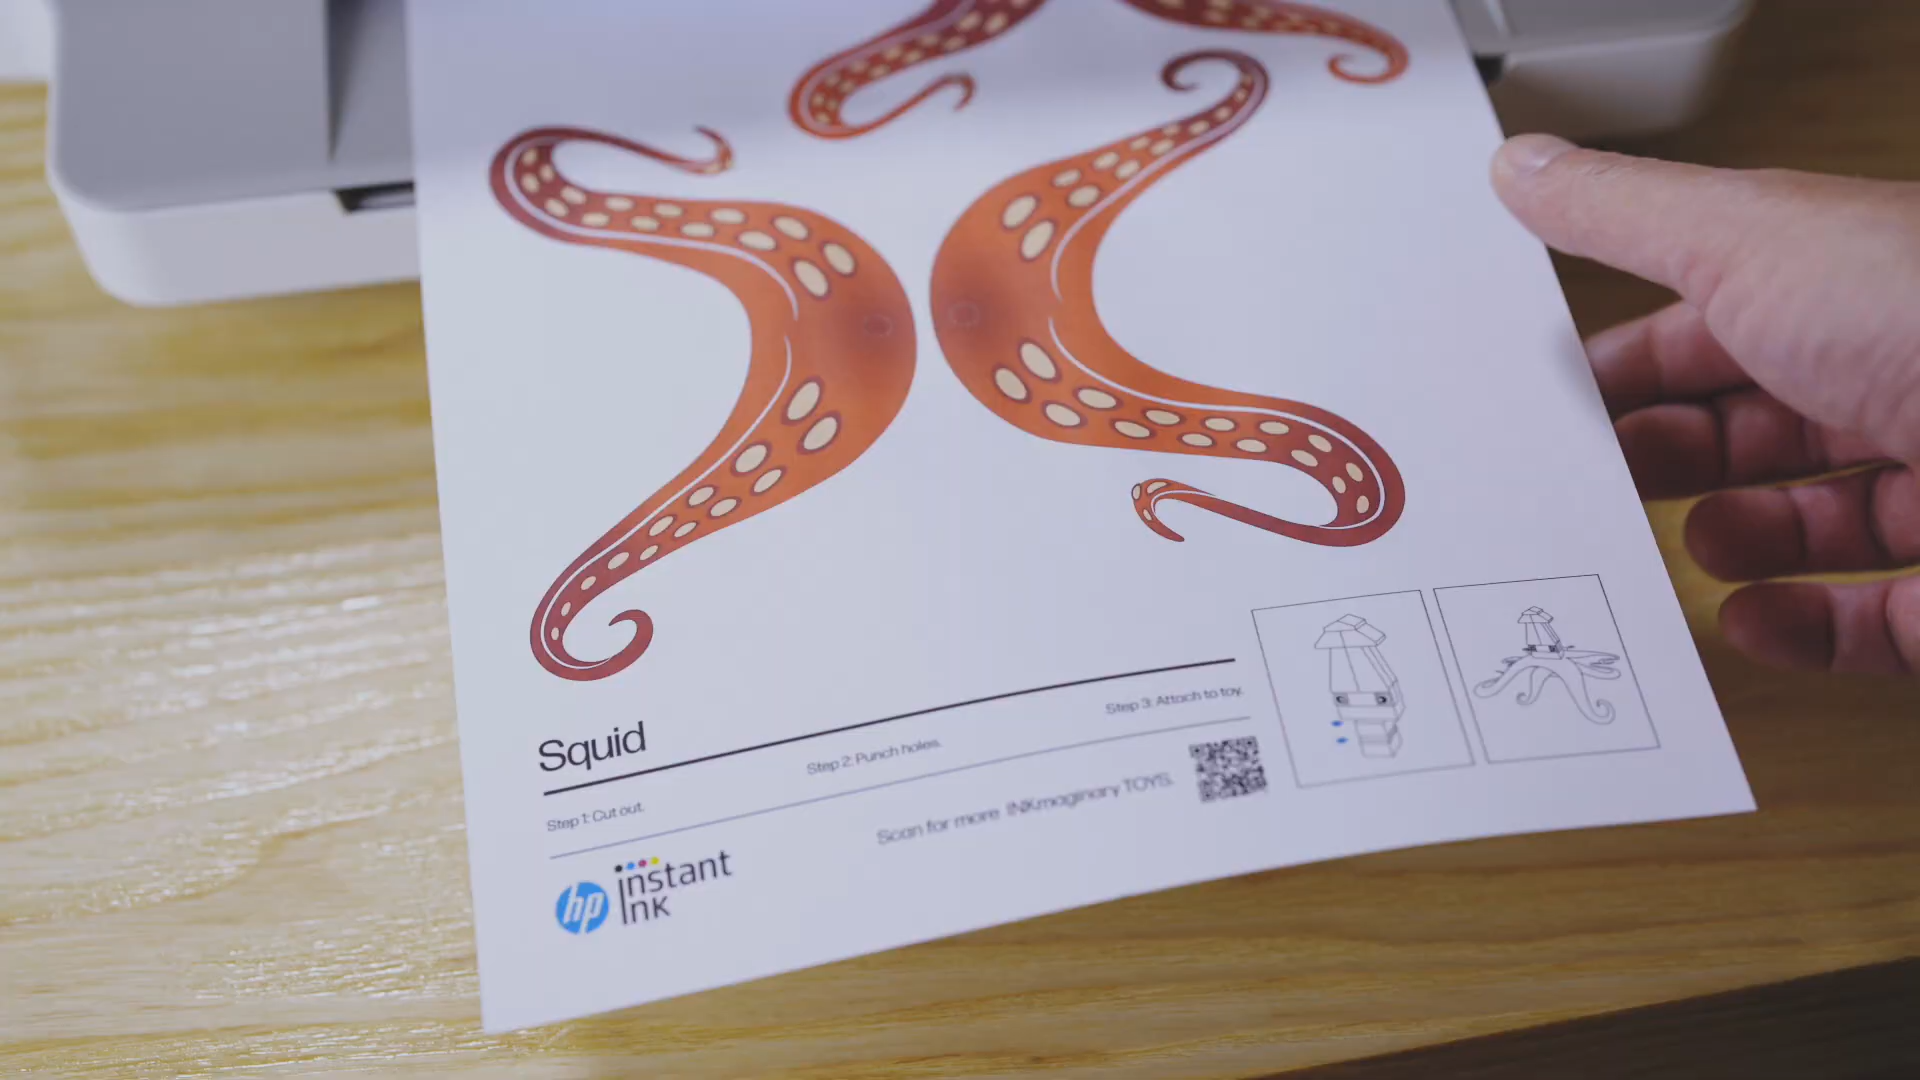 Squid
Step 1: Cut out.
Step 2: Punch holes.
Step 3: Attach to toy.
Scan for more INKmaginary TOYS.
hp instant ink